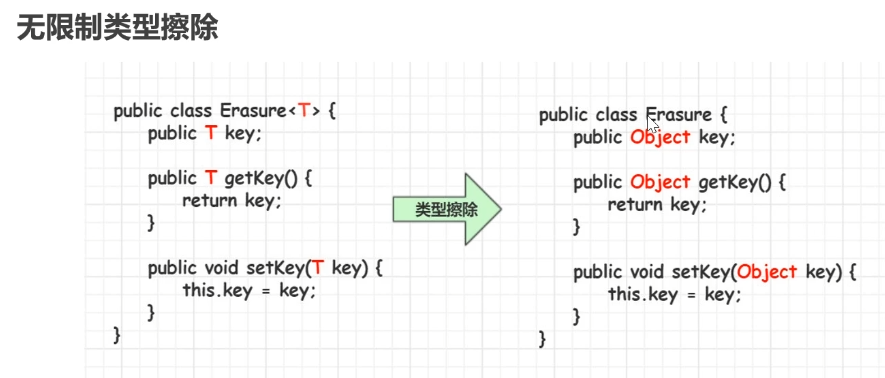 无限制类型擦除
public class Erasure<T> {
public T key;
public T getKey() {
return key;
}
public void setKey(T key) {
this.key = key;
}
}
类型擦除
public class Erasure {
public Object key;
public Object getKey() {
return key;
}
public void setKey(Object key) {
this.key = key;
}
}